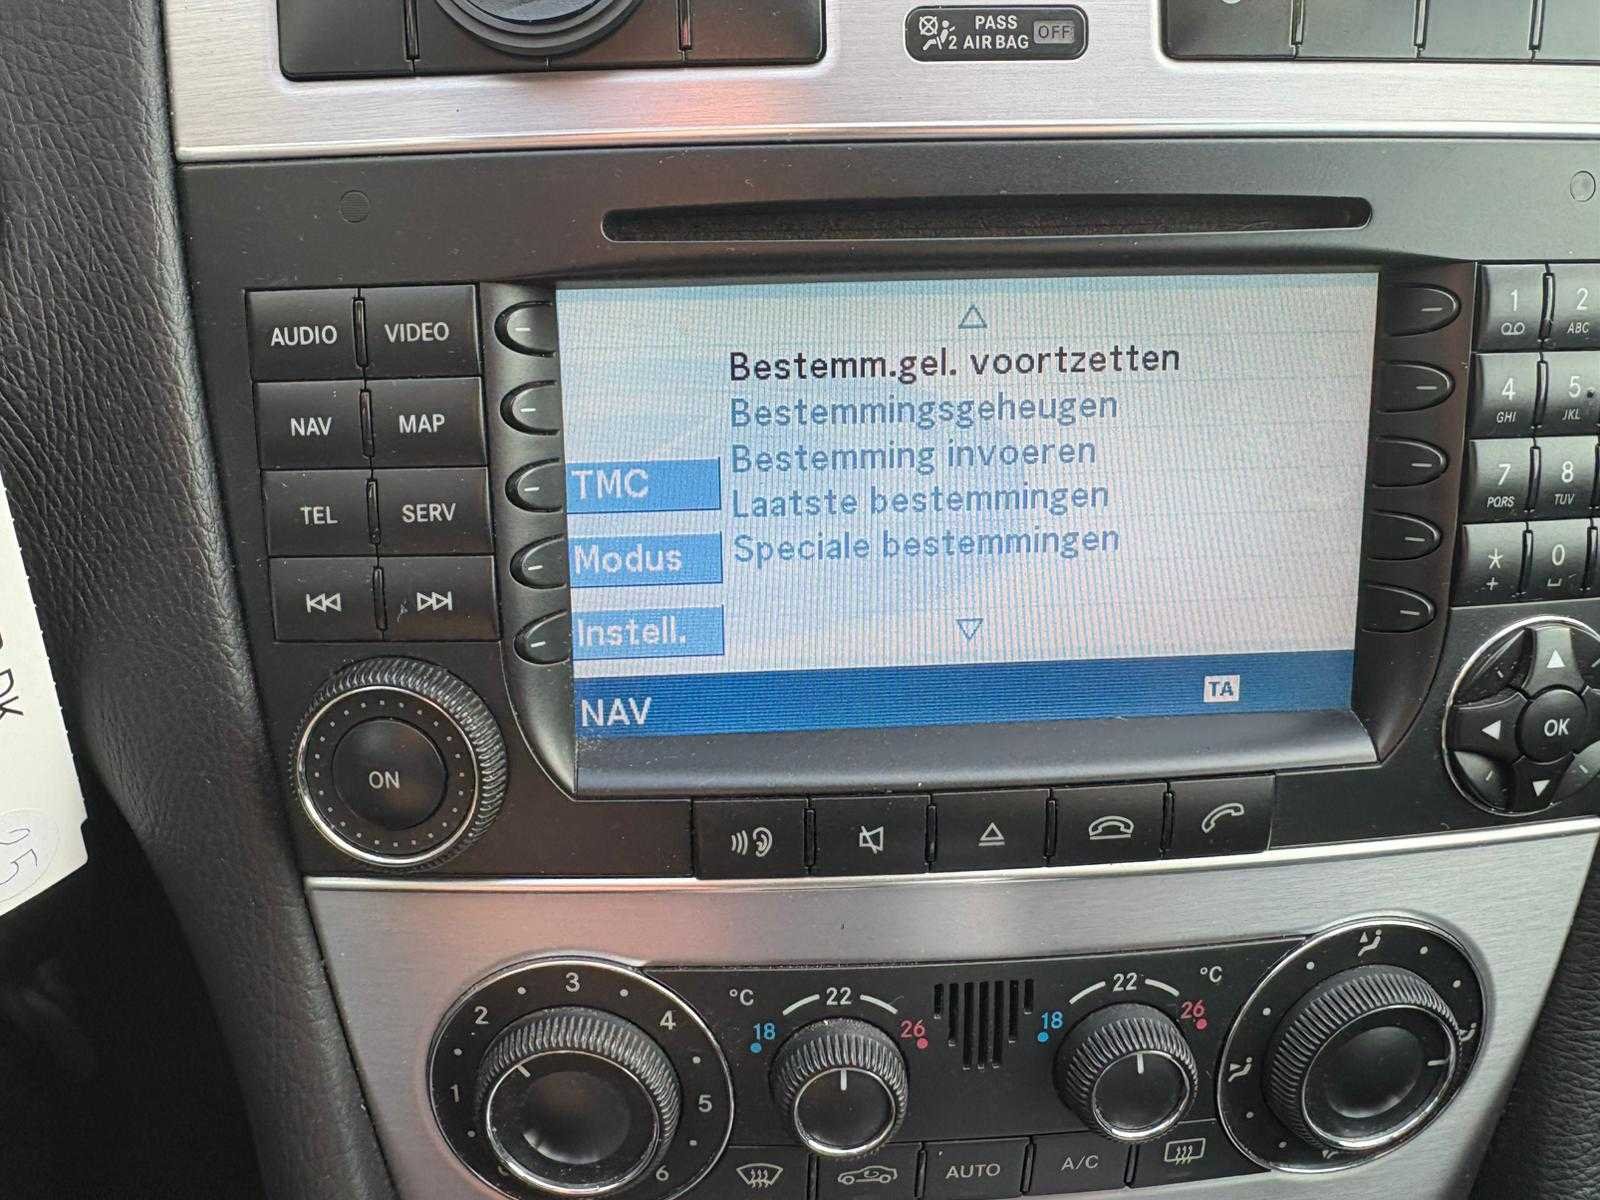 PASS
2 AIR BAG OFF
AUDIO VIDEO
NAV MAP
TEL SERV
ON
Bestemm.gel. voortzetten
Bestemmingsgeheugen
Bestemming invoeren
Laatste bestemmingen
Speciale bestemmingen
TMC
Modus
Instell.
NAV
TA
1
2 ABC
4 GHI
5 JKL
7 PQRS
8 TUV
* +
0
OK
1 2 3 4 5 6
°C 18 22 26
18 22 26 °C
AUTO
A/C